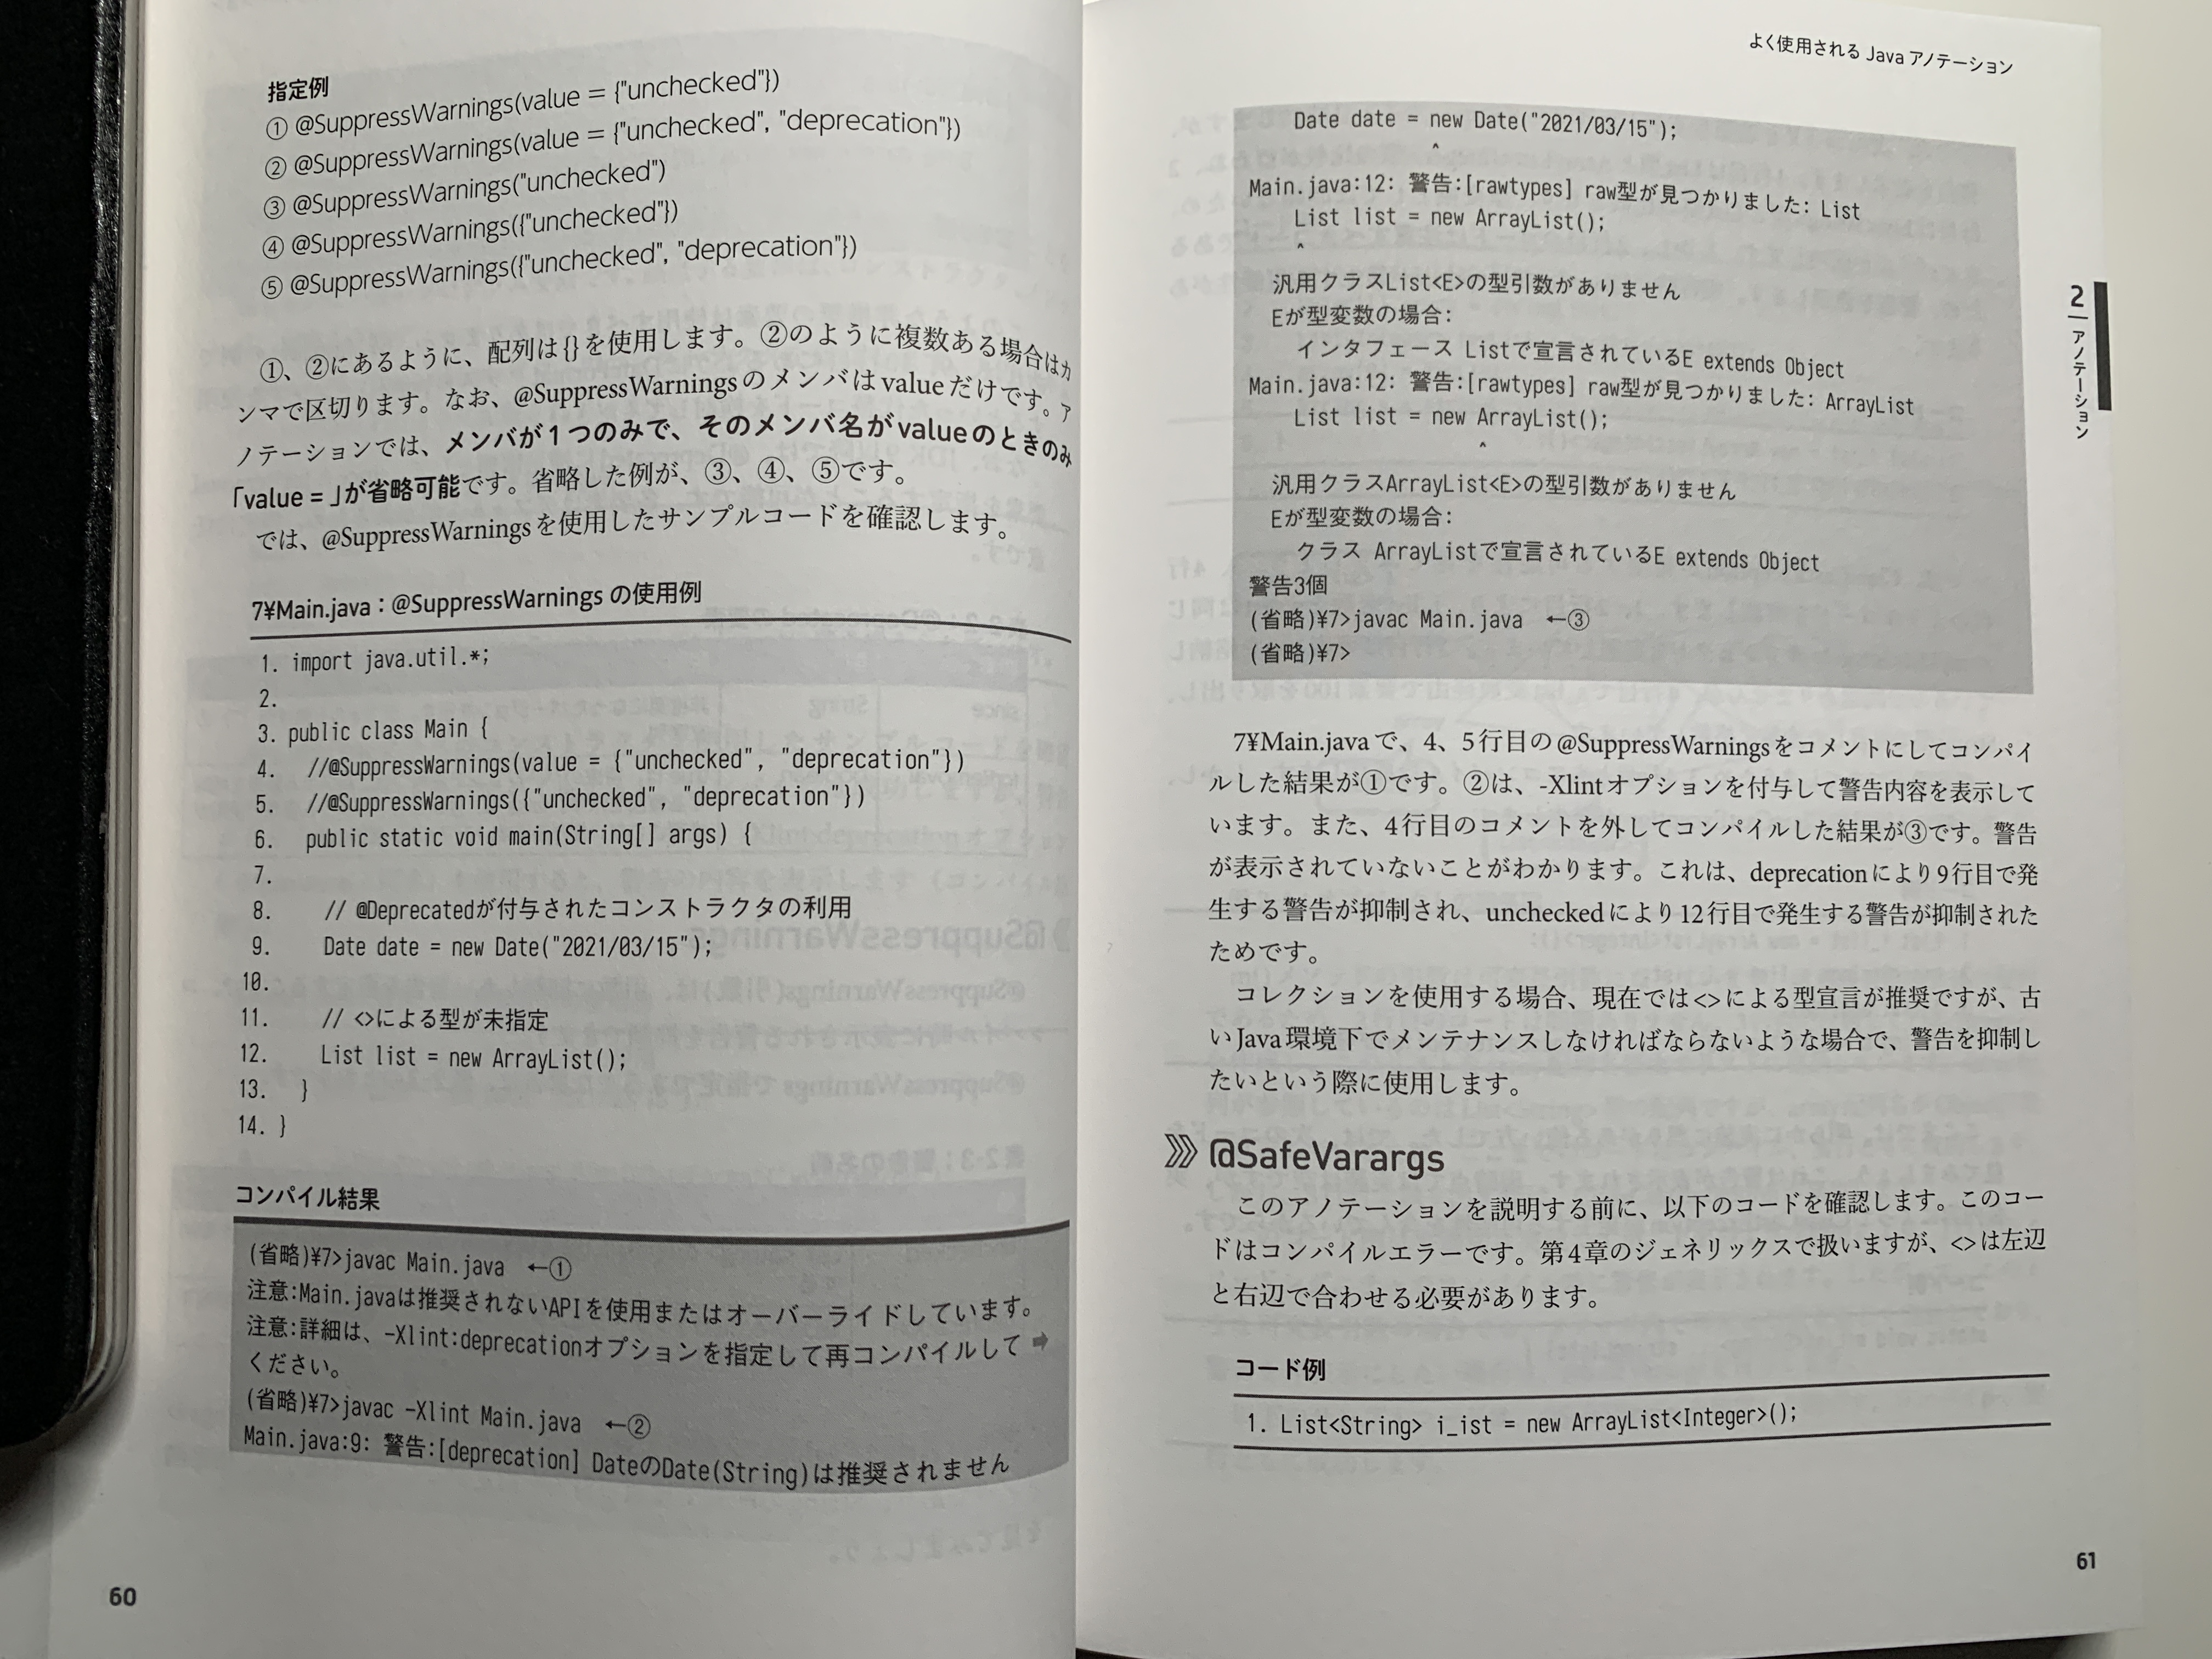 指定例
① @SuppressWarnings(value = {"unchecked"})
② @SuppressWarnings(value = {"unchecked", "deprecation"})
③ @SuppressWarnings("unchecked")
④ @SuppressWarnings({"unchecked"})
⑤ @SuppressWarnings({"unchecked", "deprecation"})
①、②にあるように、配列は{}を使用します。②のように複数ある場合はカ
ンマで区切ります。なお、@SuppressWarningsのメンバはvalueだけです。ア
ノテーションでは、メンバが1つのみで、そのメンバ名がvalueのときのみ
「value = 」が省略可能です。省略した例が、③、④、⑤です。
では、@SuppressWarningsを使用したサンプルコードを確認します。
7¥Main.java：@SuppressWarnings の使用例
1. import java.util.*;
2.
3. public class Main {
4. //@SuppressWarnings(value = {"unchecked", "deprecation"})
5. //@SuppressWarnings({"unchecked", "deprecation"})
6. public static void main(String[] args) {
7.
8. // @Deprecatedが付与されたコンストラクタの利用
9. Date date = new Date("2021/03/15");
10.
11. // <>による型が未指定
12. List list = new ArrayList();
13. }
14. }
コンパイル結果
(省略)¥7>javac Main.java ←①
注意:Main.javaは推奨されないAPIを使用またはオーバーライドしています。
注意:詳細は、-Xlint:deprecationオプションを指定して再コンパイルして➡
ください。
(省略)¥7>javac -Xlint Main.java ←②
Main.java:9: 警告:[deprecation] DateのDate(String)は推奨されません
60
よく使用される Java アノテーション
Date date = new Date("2021/03/15");
^
Main.java:12: 警告:[rawtypes] raw型が見つかりました: List
List list = new ArrayList();
^
汎用クラスList<E>の型引数がありません
Eが型変数の場合:
インタフェース Listで宣言されているE extends Object
Main.java:12: 警告:[rawtypes] raw型が見つかりました: ArrayList
List list = new ArrayList();
^
汎用クラスArrayList<E>の型引数がありません
Eが型変数の場合:
クラス ArrayListで宣言されているE extends Object
警告3個
(省略)¥7>javac Main.java ←③
(省略)¥7>
2
アノテーション
7¥Main.javaで、4、5行目の@SuppressWarningsをコメントにしてコンパイ
ルした結果が①です。②は、-Xlintオプションを付与して警告内容を表示して
います。また、4行目のコメントを外してコンパイルした結果が③です。警告
が表示されていないことがわかります。これは、deprecationにより9行目で発
生する警告が抑制され、uncheckedにより12行目で発生する警告が抑制された
ためです。
コレクションを使用する場合、現在では<>による型宣言が推奨ですが、古
いJava環境下でメンテナンスしなければならないような場合で、警告を抑制し
たいという際に使用します。
@SafeVarargs
このアノテーションを説明する前に、以下のコードを確認します。このコー
ドはコンパイルエラーです。第4章のジェネリックスで扱いますが、<>は左辺
と右辺で合わせる必要があります。
コード例
1. List<String> i_ist = new ArrayList<Integer>();
61